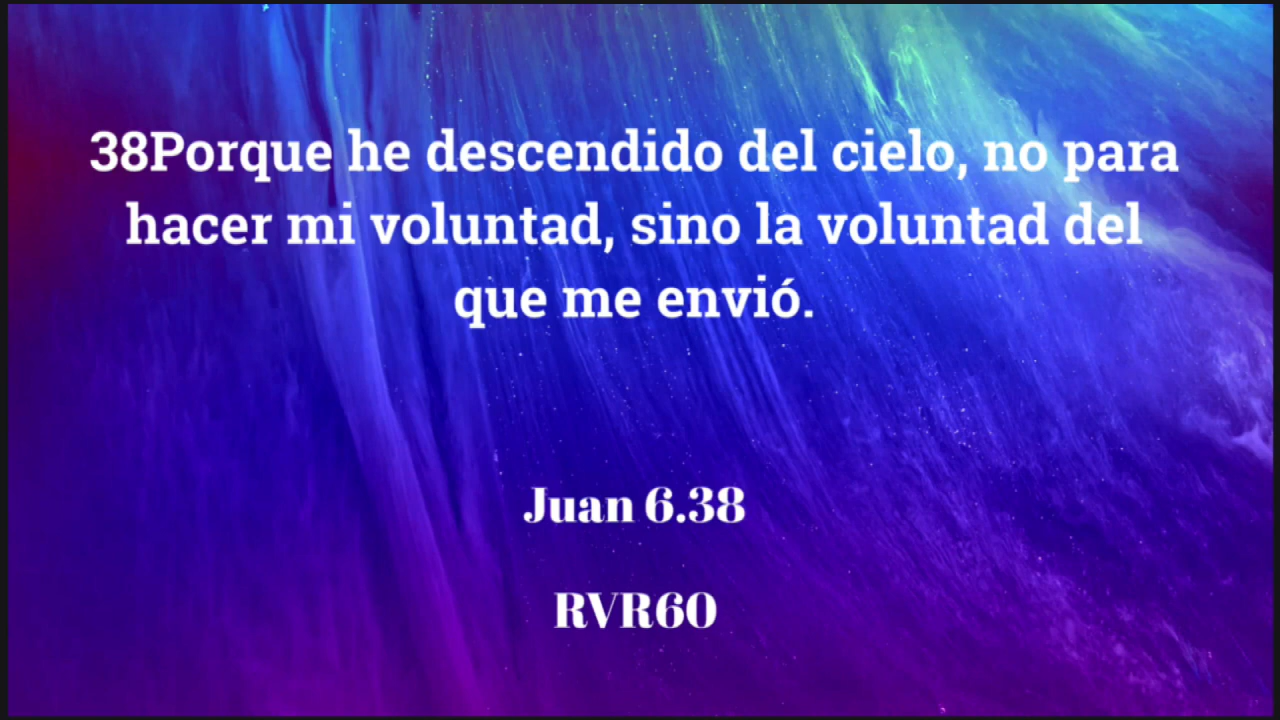 38Porque he descendido del cielo, no para
hacer mi voluntad, sino la voluntad del
que me envió.
Juan 6.38
RVR60